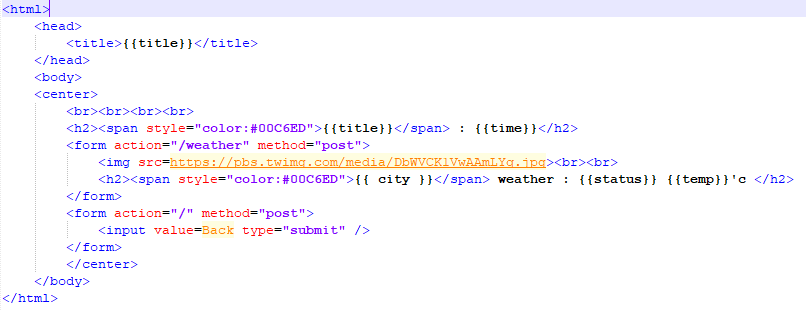 <html>
<head>
<title>{{title}}</title>
</head>
<body>
<center>
<br><br><br><br>
<h2><span style="color:#00C6ED">{{title}}</span> : {{time}}</h2>
<form action="/weather" method="post">
<img src=https://pbs.twimg.com/media/DbWVCK1VwAAmLYq.jpg><br><br>
<h2><span style="color:#00C6ED">{{ city }}</span> weather : {{status}} {{temp}}'c </h2>
</form>
<form action="/" method="post">
<input value=Back type="submit" />
</form>
</center>
</body>
</html>